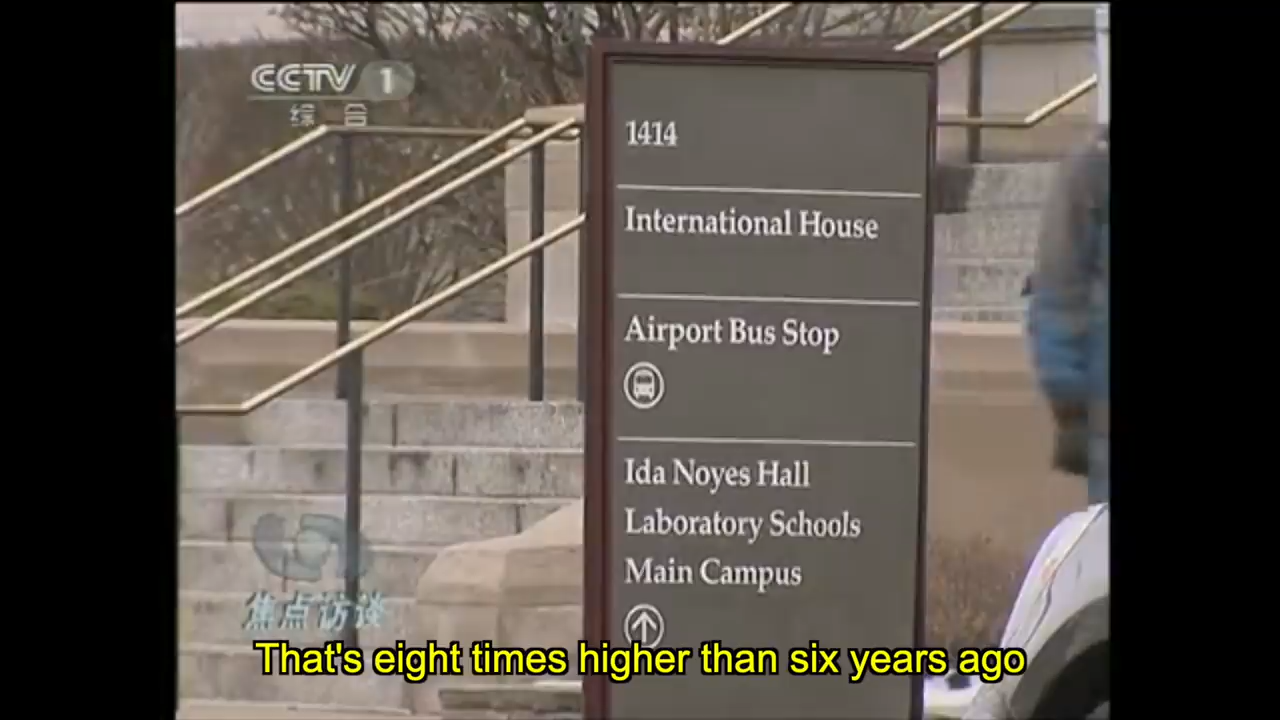 CCTV 1
综合
1414
International House
Airport Bus Stop
Ida Noyes Hall
Laboratory Schools
Main Campus
焦点访谈
That's eight times higher than six years ago